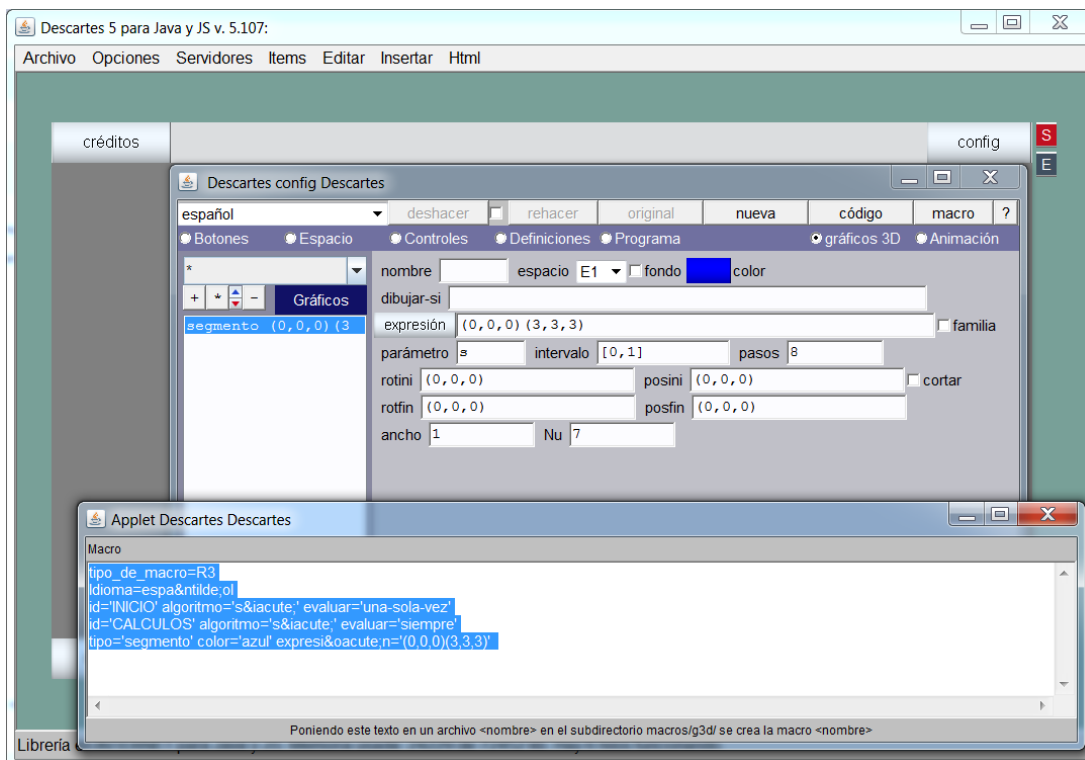 Descartes 5 para Java y JS v. 5.107:
Archivo Opciones Servidores Items Editar Insertar Html
créditos config S
E
Descartes config Descartes
español deshacer rehacer original nueva código macro ?
Botones Espacio Controles Definiciones Programa gráficos 3D Animación
* nombre espacio E1 fondo color
+ * - Gráficos dibujar-si
segmento (0,0,0)(3 expresión (0,0,0)(3,3,3) familia
parámetro s intervalo [0,1] pasos 8
rotini (0,0,0) posini (0,0,0) cortar
rotfin (0,0,0) posfin (0,0,0)
ancho 1 Nu 7
Applet Descartes Descartes
Macro
tipo_de_macro=R3
Idioma=espa&ntilde;ol
id='INICIO' algoritmo='s&iacute;' evaluar='una-sola-vez'
id='CALCULOS' algoritmo='s&iacute;' evaluar='siempre'
tipo='segmento' color='azul' expresi&oacute;n='(0,0,0)(3,3,3)'
Poniendo este texto en un archivo <nombre> en el subdirectorio macros/g3d/ se crea la macro <nombre>
Librería